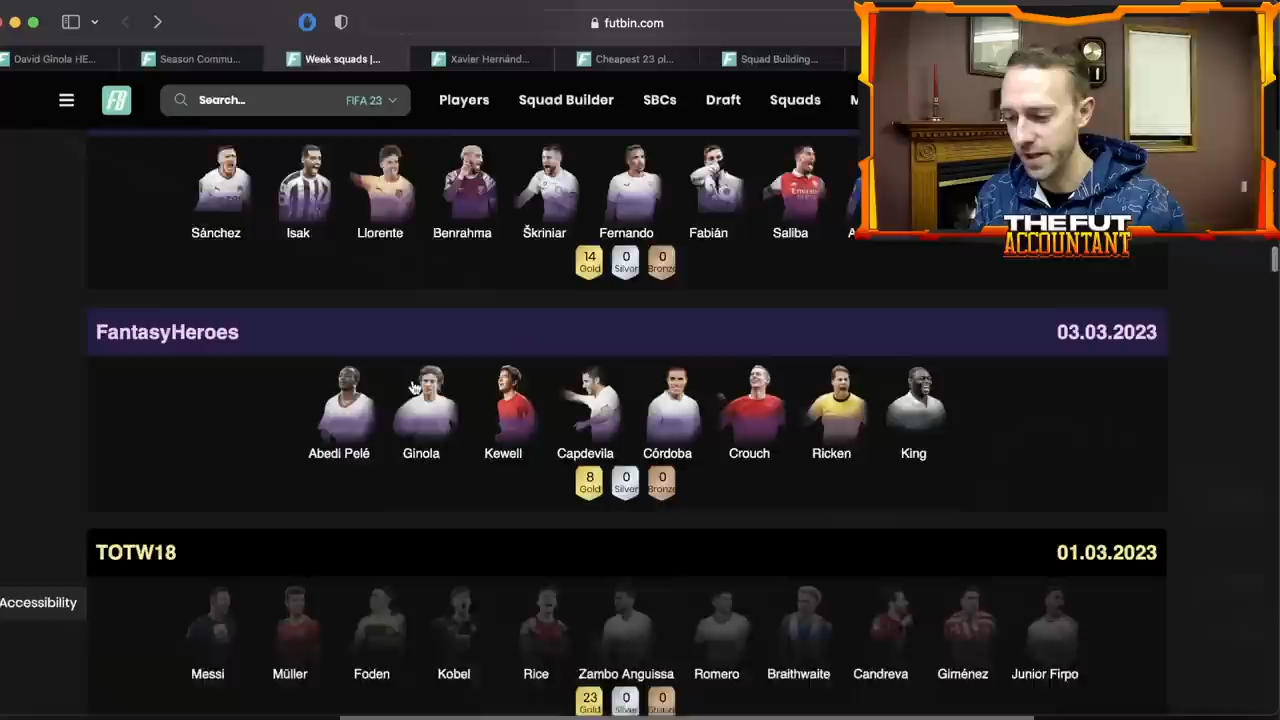 futbin.com
David Ginola HE...
Season Commu...
Week squads |...
Xavier Hernánd...
Cheapest 23 pl...
Squad Building...
FB
Search...
FIFA 23
Players
Squad Builder
SBCs
Draft
Squads
M
THE FUT
ACCOUNTANT
Sánchez
Isak
Llorente
Benrahma
Škriniar
Fernando
Fabián
Saliba
14 Gold
0 Silver
0 Bronze
FantasyHeroes
03.03.2023
Abedi Pelé
Ginola
Kewell
Capdevila
Córdoba
Crouch
Ricken
King
8 Gold
0 Silver
0 Bronze
TOTW18
01.03.2023
Accessibility
Messi
Müller
Foden
Kobel
Rice
Zambo Anguissa
Romero
Braithwaite
Candreva
Giménez
Junior Firpo
23 Gold
0 Silver
0